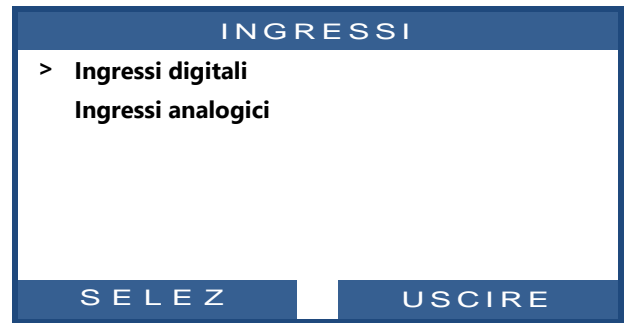 INGRESSI
> Ingressi digitali
Ingressi analogici
SELEZ USCIRE